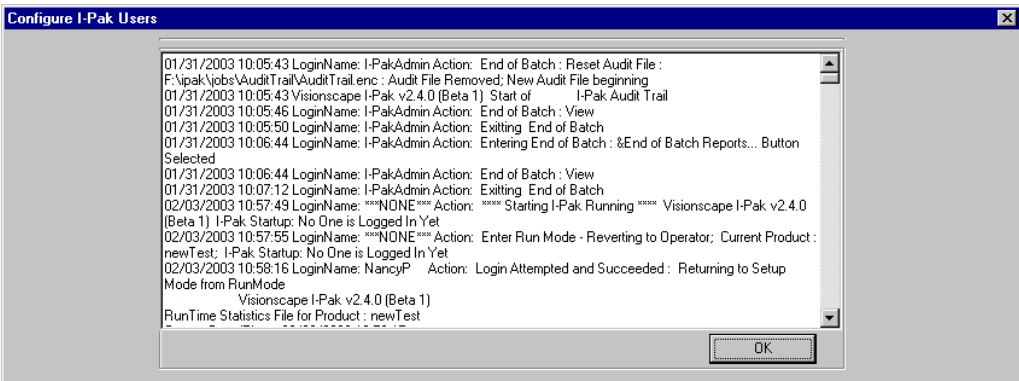 Configure I-Pak Users
01/31/2003 10:05:43 LoginName: I-PakAdmin Action: End of Batch : Reset Audit File :
F:\ipak\jobs\AuditTrail\AuditTrail.enc : Audit File Removed; New Audit File beginning
01/31/2003 10:05:43 Visionscape I-Pak v2.4.0 (Beta 1) Start of I-Pak Audit Trail
01/31/2003 10:05:46 LoginName: I-PakAdmin Action: End of Batch : View
01/31/2003 10:05:50 LoginName: I-PakAdmin Action: Exitting End of Batch
01/31/2003 10:06:44 LoginName: I-PakAdmin Action: Entering End of Batch : &End of Batch Reports... Button
Selected
01/31/2003 10:06:44 LoginName: I-PakAdmin Action: End of Batch : View
01/31/2003 10:07:12 LoginName: I-PakAdmin Action: Exitting End of Batch
02/03/2003 10:57:49 LoginName: ***NONE*** Action: **** Starting I-Pak Running **** Visionscape I-Pak v2.4.0
(Beta 1) I-Pak Startup: No One is Logged In Yet
02/03/2003 10:57:55 LoginName: ***NONE*** Action: Enter Run Mode - Reverting to Operator; Current Product :
newTest; I-Pak Startup: No One is Logged In Yet
02/03/2003 10:58:16 LoginName: NancyP Action: Login Attempted and Succeeded : Returning to Setup
Mode from RunMode
Visionscape I-Pak v2.4.0 (Beta 1)
RunTime Statistics File for Product : newTest
OK